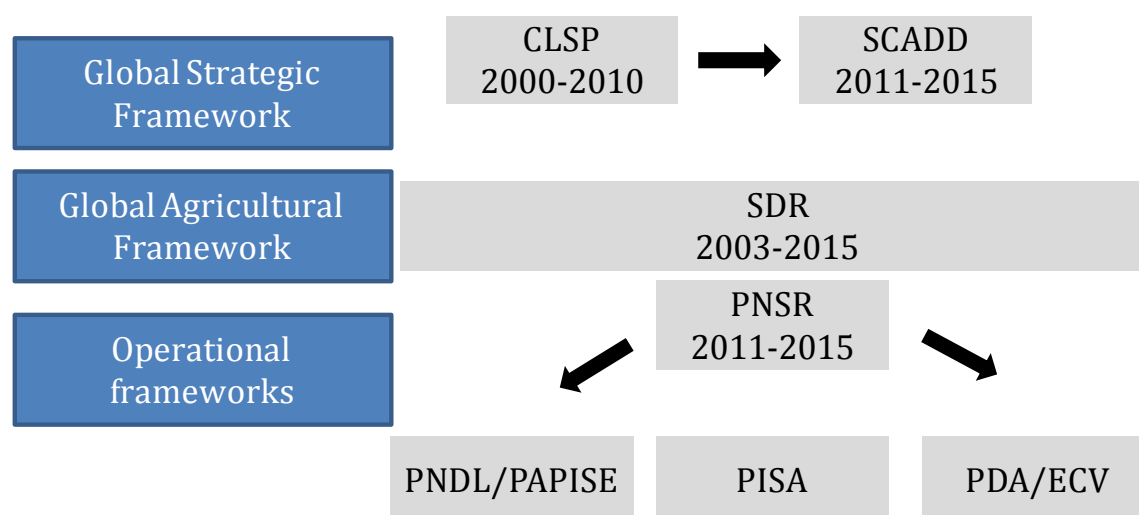 Global Strategic
Framework
CLSP
2000-2010
SCADD
2011-2015
Global Agricultural
Framework
SDR
2003-2015
Operational
frameworks
PNSR
2011-2015
PNDL/PAPISE
PISA
PDA/ECV